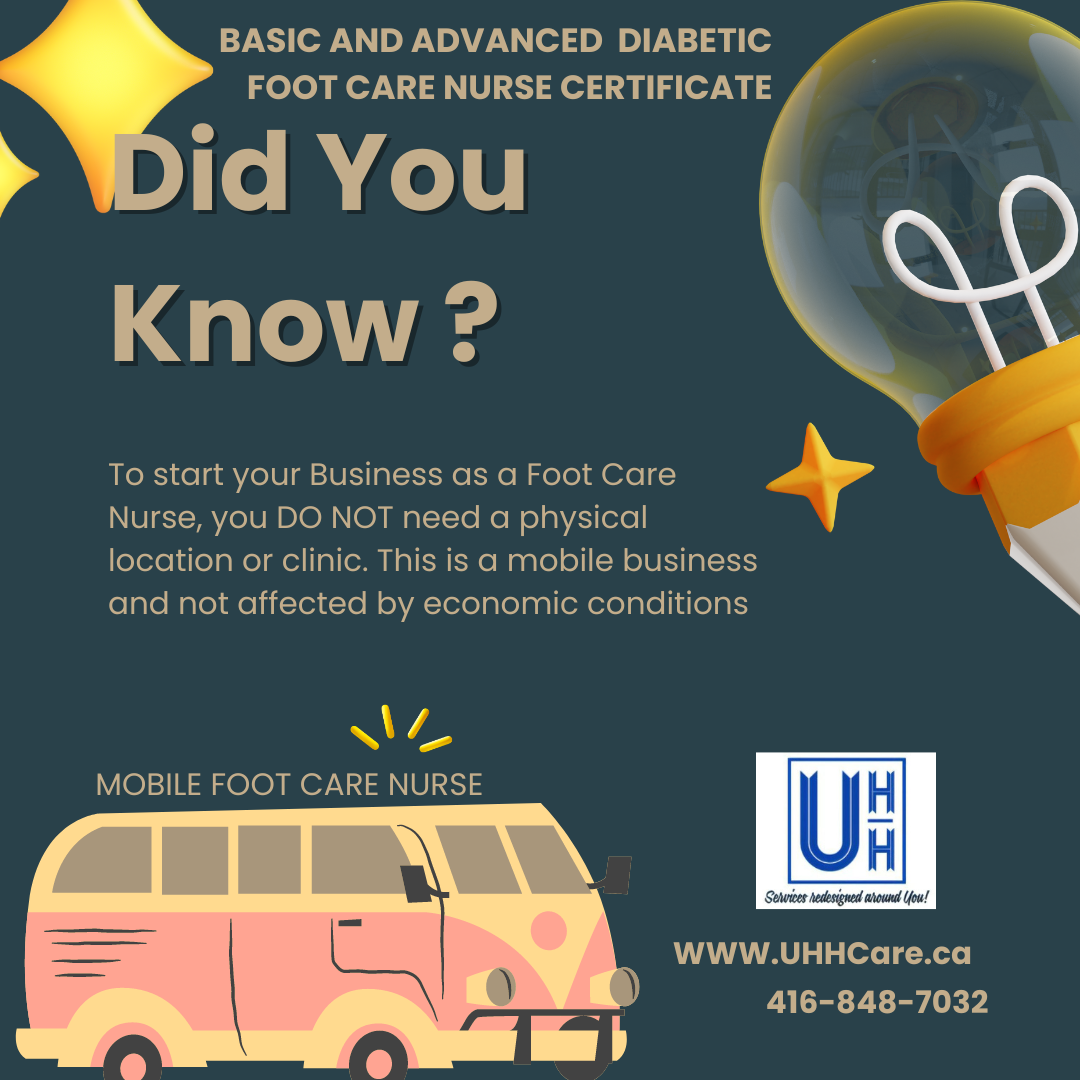 BASIC AND ADVANCED DIABETIC
FOOT CARE NURSE CERTIFICATE
Did You
Know ?
To start your Business as a Foot Care
Nurse, you DO NOT need a physical
location or clinic. This is a mobile business
and not affected by economic conditions
MOBILE FOOT CARE NURSE
UHH
Services redesigned around You!
WWW.UHHCare.ca
416-848-7032